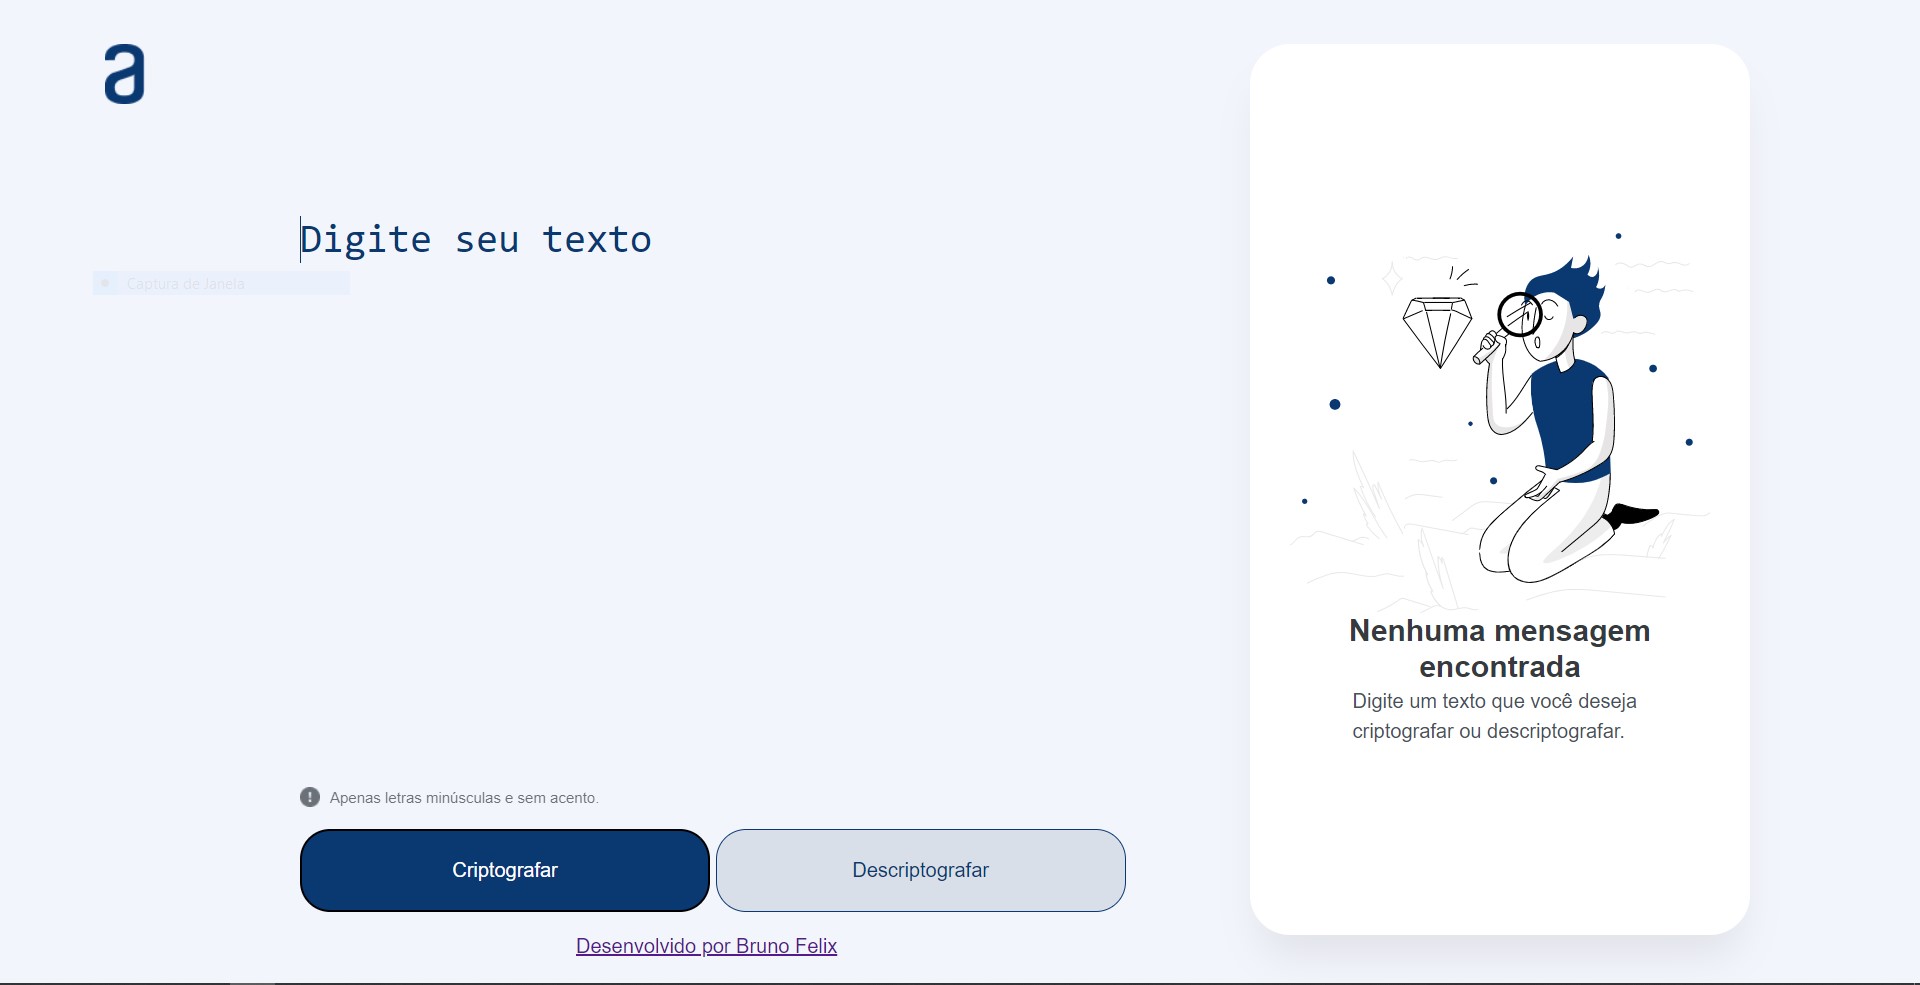 a
Digite seu texto
Captura de Janela
Apenas letras minúsculas e sem acento.
Criptografar
Descriptografar
Desenvolvido por Bruno Felix
Nenhuma mensagem
encontrada
Digite um texto que você deseja
criptografar ou descriptografar.